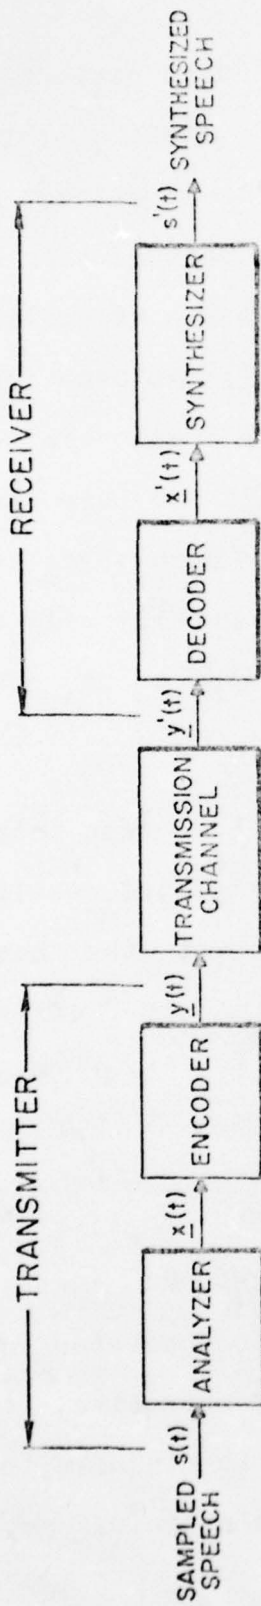 TRANSMITTER
RECEIVER
SAMPLED
SPEECH
s(t)
ANALYZER
x(t)
ENCODER
y(t)
TRANSMISSION
CHANNEL
y'(t)
DECODER
x'(t)
SYNTHESIZER
s'(t)
SYNTHESIZED
SPEECH